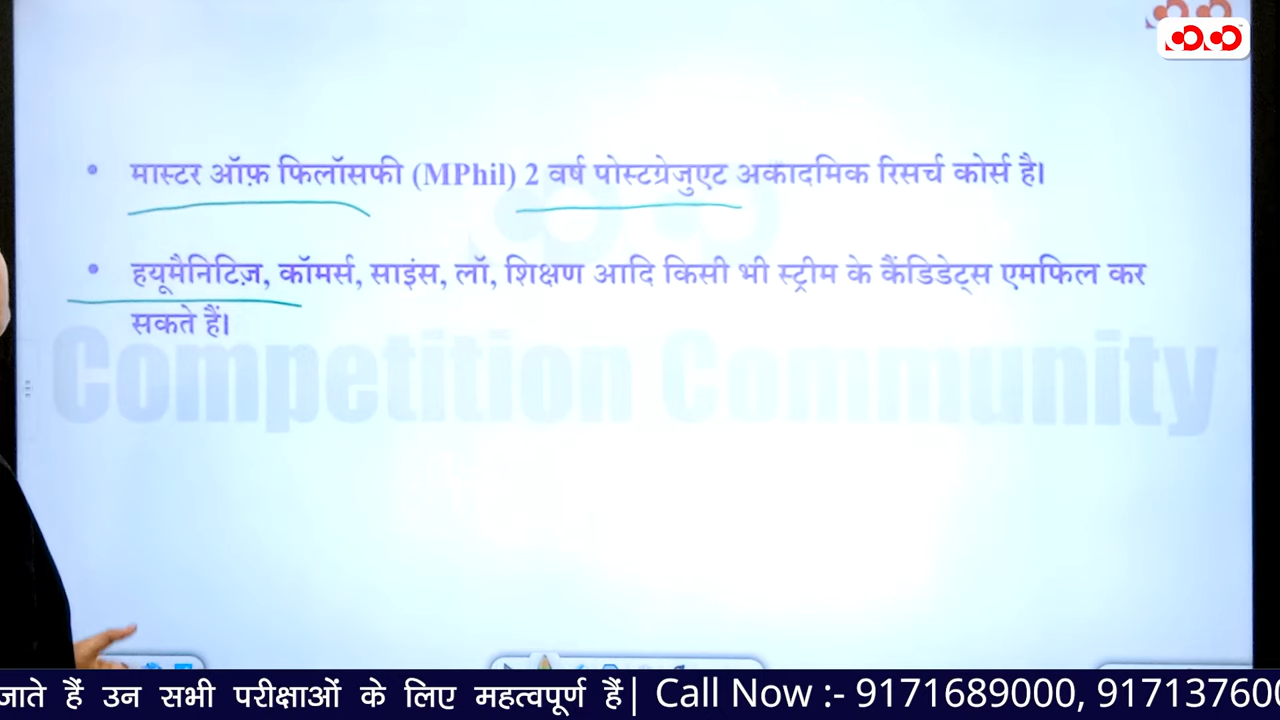 • मास्टर ऑफ़ फिलॉसफी (MPhil) 2 वर्ष पोस्टग्रेजुएट अकादमिक रिसर्च कोर्स है।
• हयूमैनिटिज़, कॉमर्स, साइंस, लॉ, शिक्षण आदि किसी भी स्ट्रीम के कैंडिडेट्स एमफिल कर
सकते हैं।
Competition Community
जाते हैं उन सभी परीक्षाओं के लिए महत्वपूर्ण हैं| Call Now :- 9171689000, 917137600